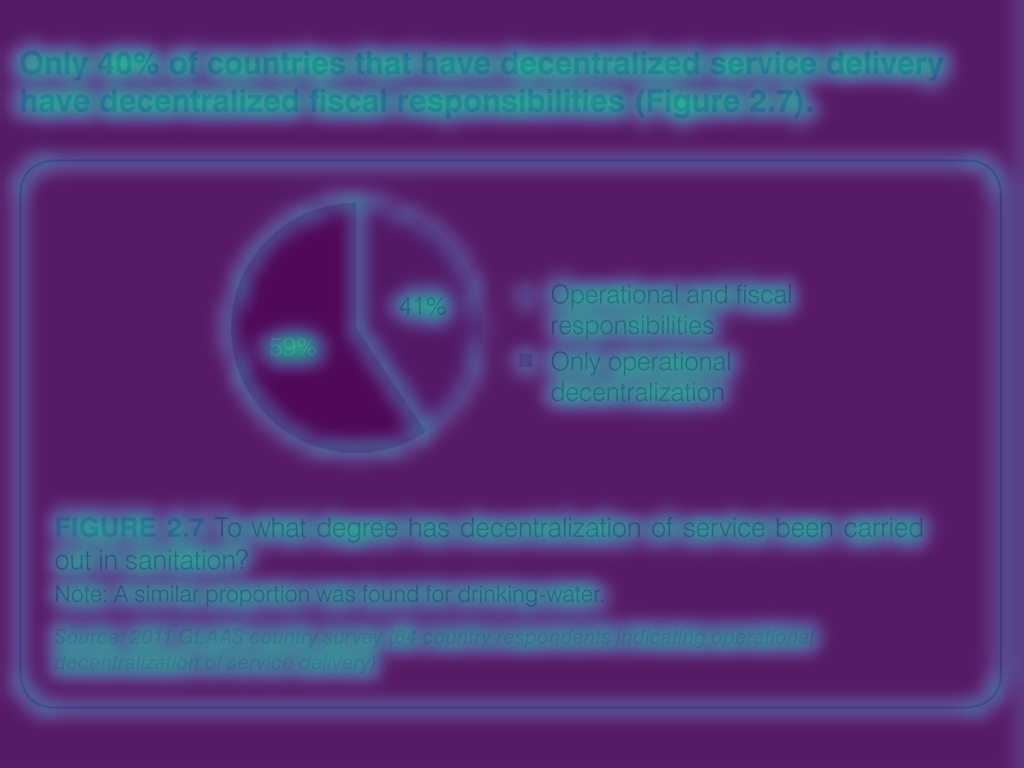 Only 40% of countries that have decentralized service delivery
have decentralized fiscal responsibilities (Figure 2.7).
41%
59%
Operational and fiscal
responsibilities
Only operational
decentralization
FIGURE 2.7 To what degree has decentralization of service been carried
out in sanitation?
Note: A similar proportion was found for drinking-water.
Source: 2011 GLAAS country survey (64 country respondents indicating operational
decentralization of service delivery)